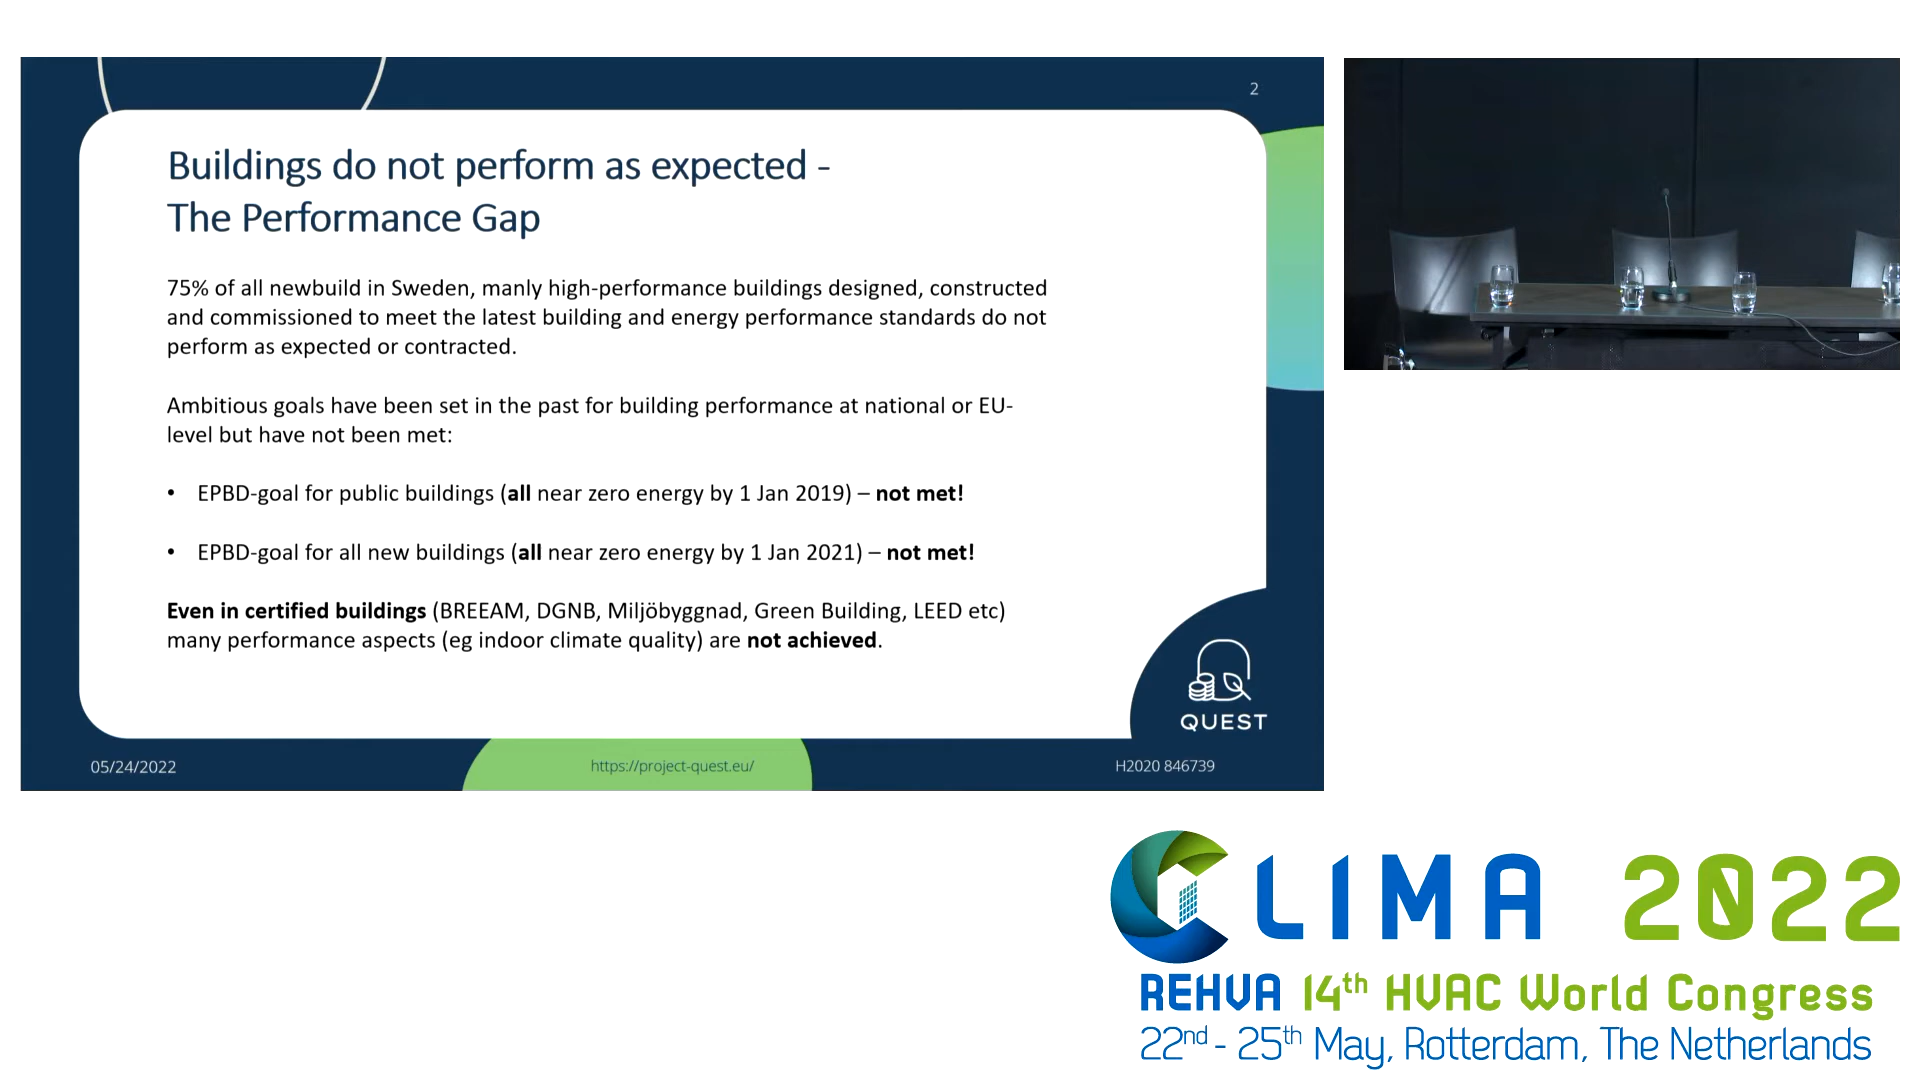 2
Buildings do not perform as expected -
The Performance Gap
75% of all newbuild in Sweden, manly high-performance buildings designed, constructed
and commissioned to meet the latest building and energy performance standards do not
perform as expected or contracted.
Ambitious goals have been set in the past for building performance at national or EU-
level but have not been met:
• EPBD-goal for public buildings (all near zero energy by 1 Jan 2019) – not met!
• EPBD-goal for all new buildings (all near zero energy by 1 Jan 2021) – not met!
Even in certified buildings (BREEAM, DGNB, Miljöbyggnad, Green Building, LEED etc)
many performance aspects (eg indoor climate quality) are not achieved.
QUEST
05/24/2022
https://project-quest.eu/
H2020 846739
CLIMA 2022
REHVA 14th HVAC World Congress
22nd - 25th May, Rotterdam, The Netherlands